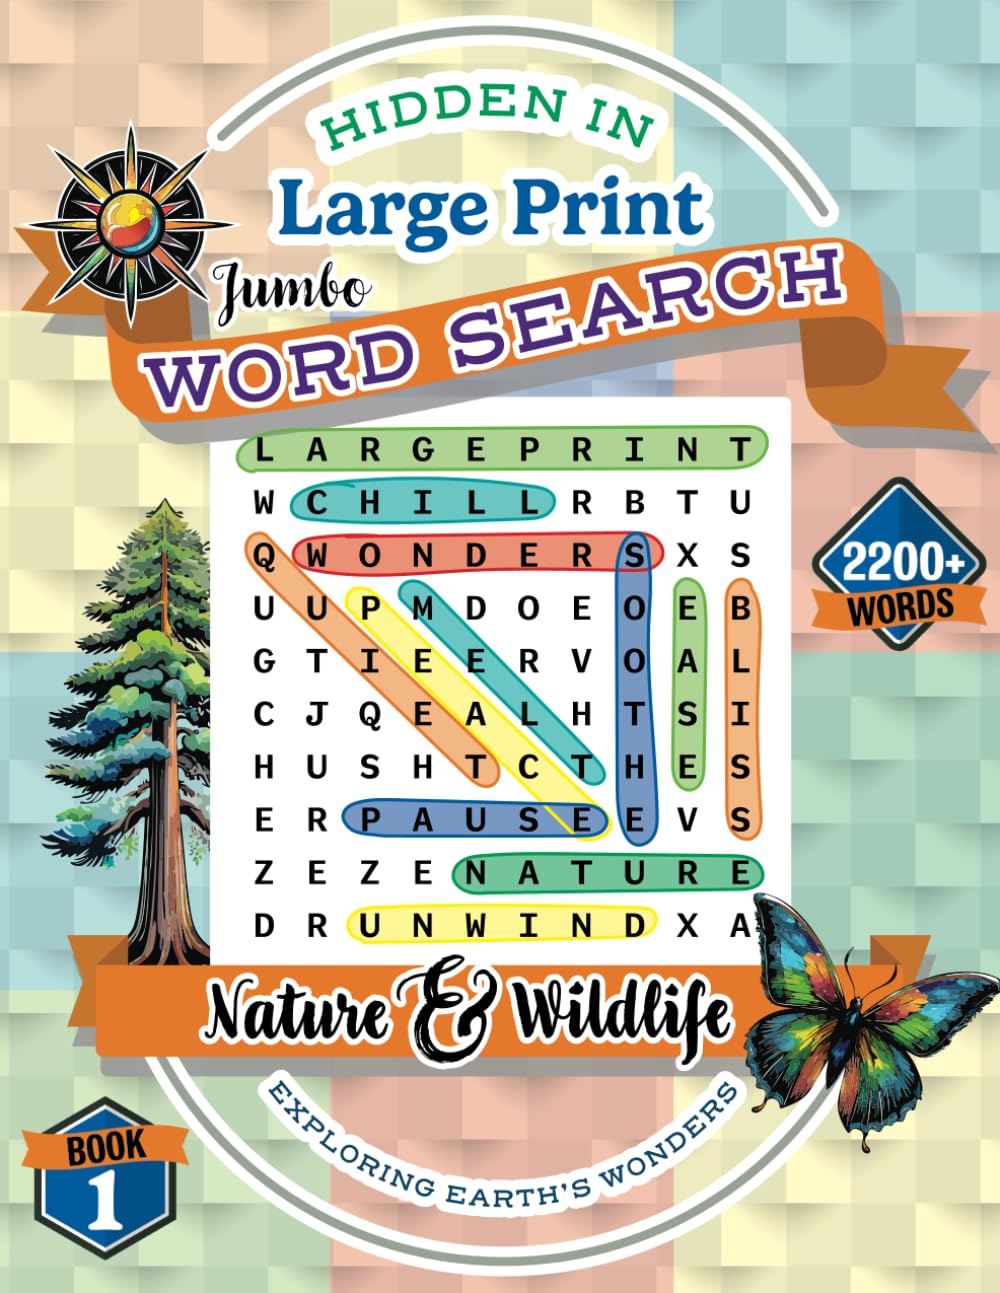 HIDDEN IN
Large Print
Jumbo
WORD SEARCH
L A R G E P R I N T
W C H I L L R B T U
Q W O N D E R S X S
U U P M D O E O E B
G T I E E R V O A L
C J Q E A L H T S I
H U S H T C T H E S
E R P A U S E E V S
Z E Z E N A T U R E
D R U N W I N D X A
2200+
WORDS
Nature & Wildlife
EXPLORING EARTH'S WONDERS
BOOK
1